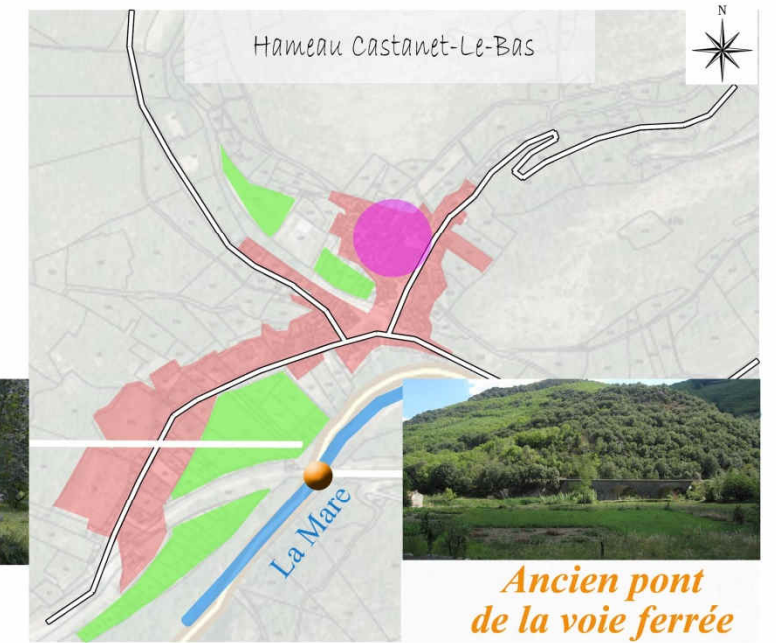 Hameau Castanet-Le-Bas
N
La Mare
Ancien pont
de la voie ferrée